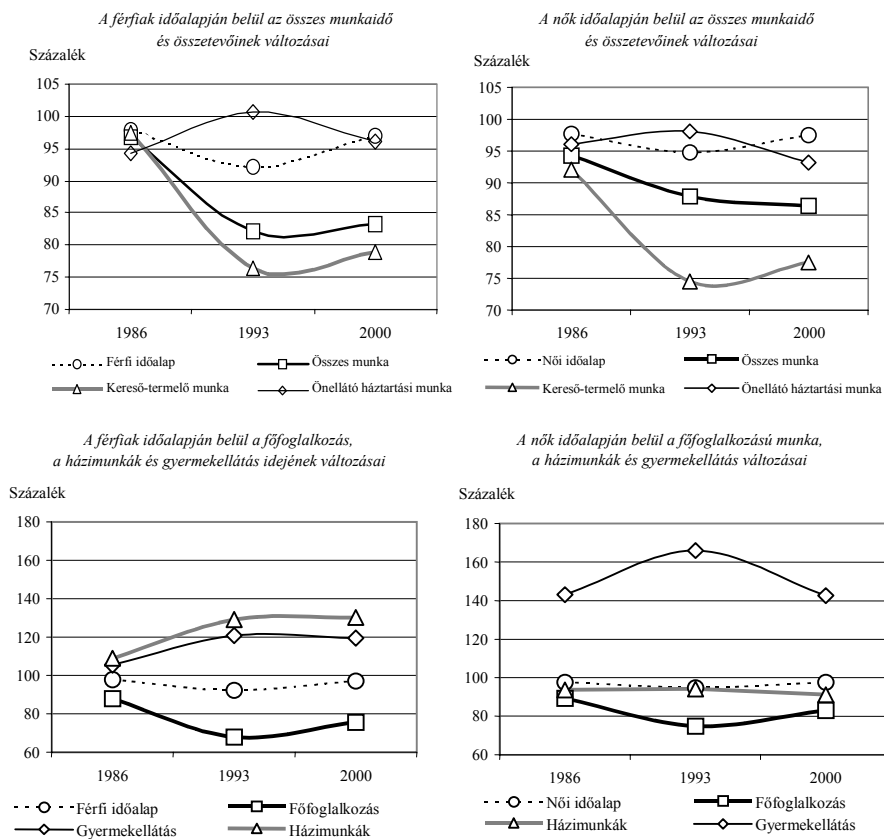 A férfiak időalapján belül az összes munkaidő
és összetevőinek változásai
Százalék
105
100
95
90
85
80
75
70
1986
1993
2000
Férfi időalap
Összes munka
Kereső-termelő munka
Önellátó háztartási munka
A nők időalapján belül az összes munkaidő
és összetevőinek változásai
Százalék
105
100
95
90
85
80
75
70
1986
1993
2000
Női időalap
Összes munka
Kereső-termelő munka
Önellátó háztartási munka
A férfiak időalapján belül a főfoglalkozás,
a házimunkák és gyermekellátás idejének változásai
Százalék
180
160
140
120
100
80
60
1986
1993
2000
Férfi időalap
Főfoglalkozás
Gyermekellátás
Házimunkák
A nők időalapján belül a főfoglalkozású munka,
a házimunkák és gyermekellátás változásai
Százalék
180
160
140
120
100
80
60
1986
1993
2000
Női időalap
Főfoglalkozás
Házimunkák
Gyermekellátás